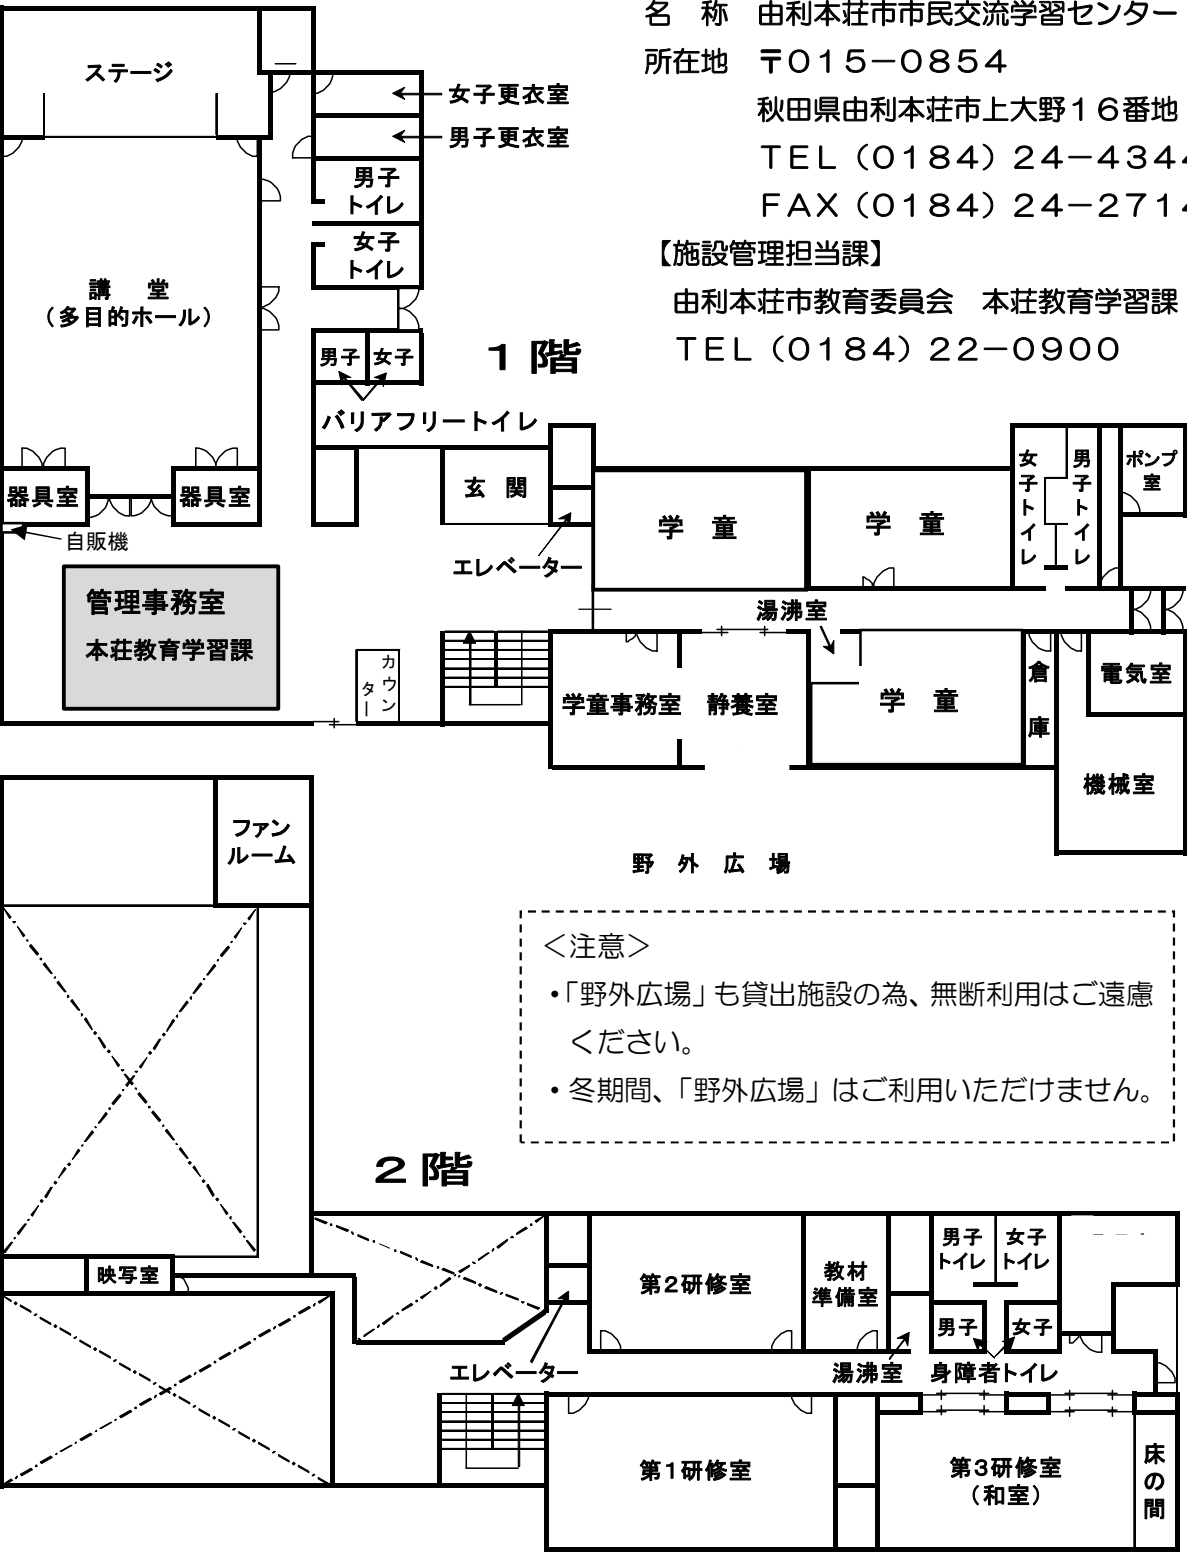 名　称　由利本荘市市民交流学習センター
所在地　〒０１５－０８５４
秋田県由利本荘市上大野１６番地
ＴＥＬ（０１８４）２４－４３４４
ＦＡＸ（０１８４）２４－２７１４
【施設管理担当課】
由利本荘市教育委員会　本荘教育学習課
ＴＥＬ（０１８４）２２－０９００
１階
ステージ
女子更衣室
男子更衣室
男子
トイレ
女子
トイレ
講　堂
（多目的ホール）
男子
女子
バリアフリートイレ
器具室
器具室
自販機
玄　関
エレベーター
学　童
学　童
女子トイレ
男子トイレ
ポンプ
室
管理事務室
本荘教育学習課
カウン
ター
湯沸室
学童事務室
静養室
学　童
倉庫
電気室
機械室
野　外　広　場
＜注意＞
・「野外広場」も貸出施設の為、無断利用はご遠慮
ください。
・冬期間、「野外広場」はご利用いただけません。
２階
ファン
ルーム
映写室
エレベーター
第２研修室
教材
準備室
湯沸室
男子
トイレ
女子
トイレ
男子
女子
身障者トイレ
第１研修室
第３研修室
（和室）
床の間